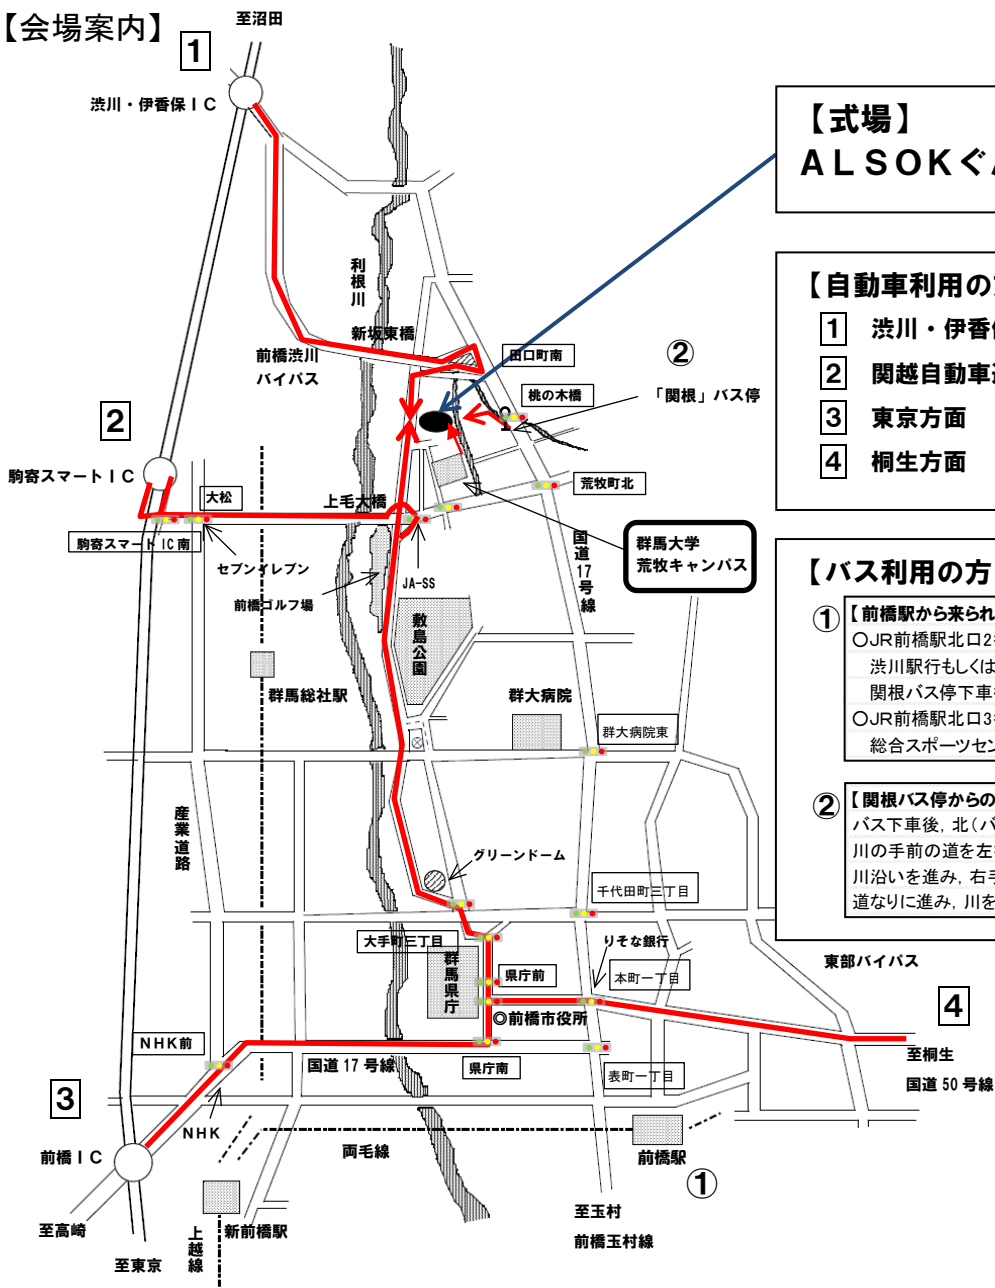 【会場案内】
至沼田
1
渋川・伊香保ＩＣ
【式場】
ＡＬＳＯＫぐ
利根川
新坂東橋
前橋渋川
バイパス
田口町南
②
桃の木橋
「関根」バス停
【自動車利用の
1 渋川・伊香保
2 関越自動車道
3 東京方面
4 桐生方面
2
駒寄スマートＩＣ
大松
上毛大橋
荒牧町北
駒寄スマートIC南
セブンイレブン
前橋ゴルフ場
JA-SS
国道17号線
群馬大学
荒牧キャンパス
敷島公園
【バス利用の方
①
【前橋駅から来られ
〇JR前橋駅北口2
渋川駅行もしくは
関根バス停下車
〇JR前橋駅北口3
総合スポーツセン
②
【関根バス停からの
バス下車後，北（バ
川の手前の道を左
川沿いを進み，右手
道なりに進み，川を
群馬総社駅
群大病院
群大病院東
産業道路
グリーンドーム
千代田町三丁目
大手町三丁目
りそな銀行
群馬県庁
県庁前
本町一丁目
東部バイパス
4
◎前橋市役所
NHK前
国道17号線
県庁南
表町一丁目
至桐生
国道50号線
3
NHK
前橋ＩＣ
両毛線
前橋駅
①
至高崎
至東京
上越線
新前橋駅
至玉村
前橋玉村線